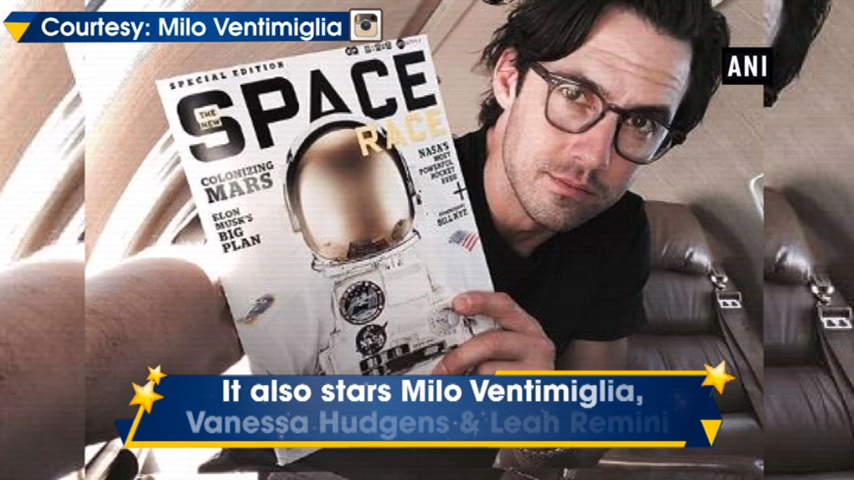 Courtesy: Milo Ventimiglia
ANI
SPECIAL EDITION
THE NEW
SPACE
RACE
COLONIZING
MARS
ELON
MUSK'S
BIG
PLAN
NASA'S
MOST
POWERFUL
ROCKET
EVER
+
BILL NYE
It also stars Milo Ventimiglia,
Vanessa Hudgens & Leah Remini